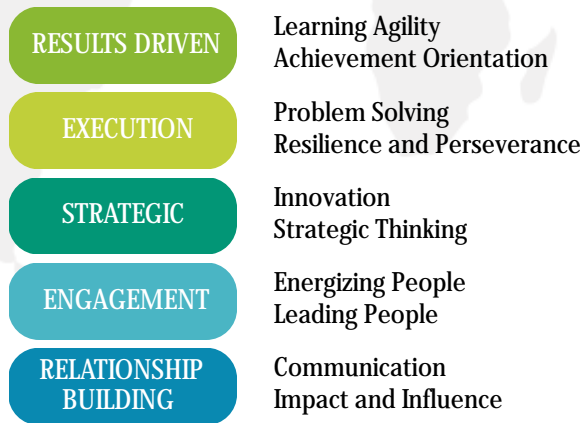 RESULTS DRIVEN
Learning Agility
Achievement Orientation
EXECUTION
Problem Solving
Resilience and Perseverance
STRATEGIC
Innovation
Strategic Thinking
ENGAGEMENT
Energizing People
Leading People
RELATIONSHIP
BUILDING
Communication
Impact and Influence